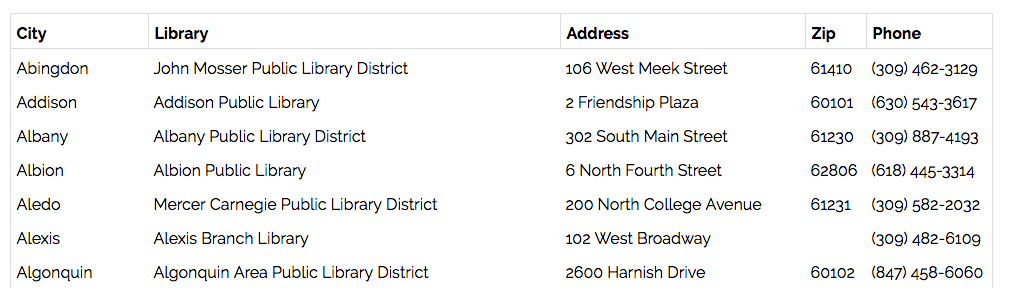 City Library Address Zip Phone
Abingdon John Mosser Public Library District 106 West Meek Street 61410 (309) 462-3129
Addison Addison Public Library 2 Friendship Plaza 60101 (630) 543-3617
Albany Albany Public Library District 302 South Main Street 61230 (309) 887-4193
Albion Albion Public Library 6 North Fourth Street 62806 (618) 445-3314
Aledo Mercer Carnegie Public Library District 200 North College Avenue 61231 (309) 582-2032
Alexis Alexis Branch Library 102 West Broadway (309) 482-6109
Algonquin Algonquin Area Public Library District 2600 Harnish Drive 60102 (847) 458-6060